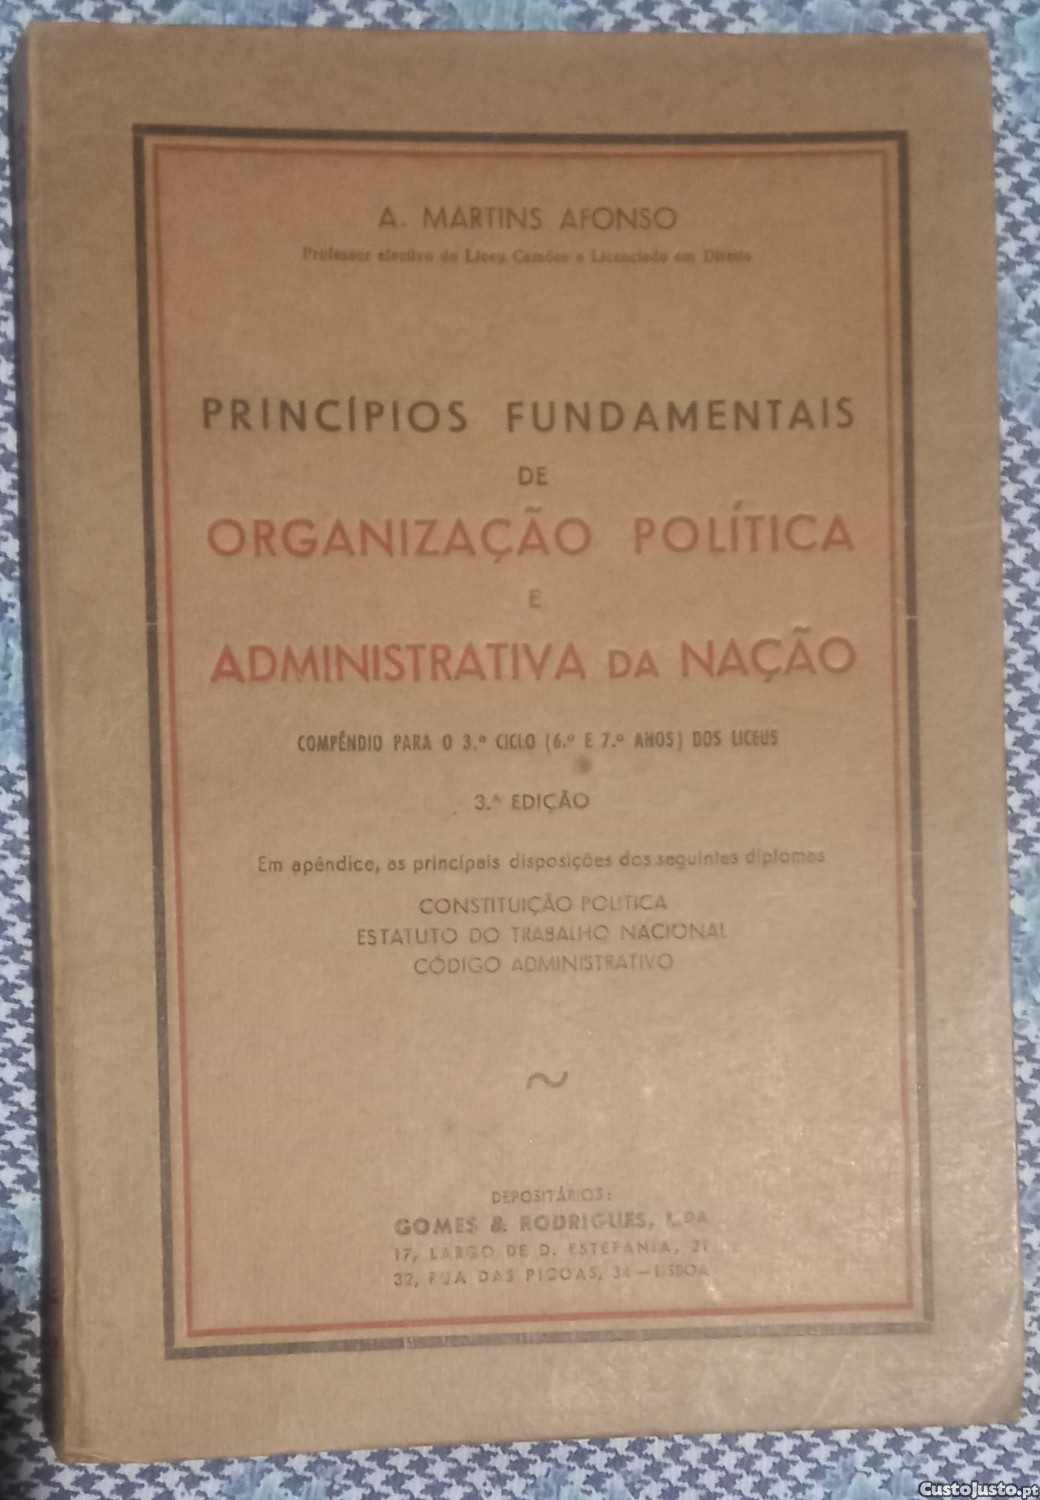 A. MARTINS AFONSO
Professor efectivo do Liceu Camões e Licenciado em Direito
PRINCÍPIOS FUNDAMENTAIS
DE
ORGANIZAÇÃO POLÍTICA
E
ADMINISTRATIVA DA NAÇÃO
COMPÊNDIO PARA O 3.º CICLO (6.º E 7.º ANOS) DOS LICEUS
3.ª EDIÇÃO
Em apêndice, as principais disposições dos seguintes diplomas
CONSTITUIÇÃO POLÍTICA
ESTATUTO DO TRABALHO NACIONAL
CÓDIGO ADMINISTRATIVO
~
DEPOSITÁRIOS:
GOMES & RODRIGUES, L.DA
17, LARGO DE D. ESTEFÂNIA, 21
32, RUA DAS PICOAS, 34 — LISBOA
CustoJusto.pt